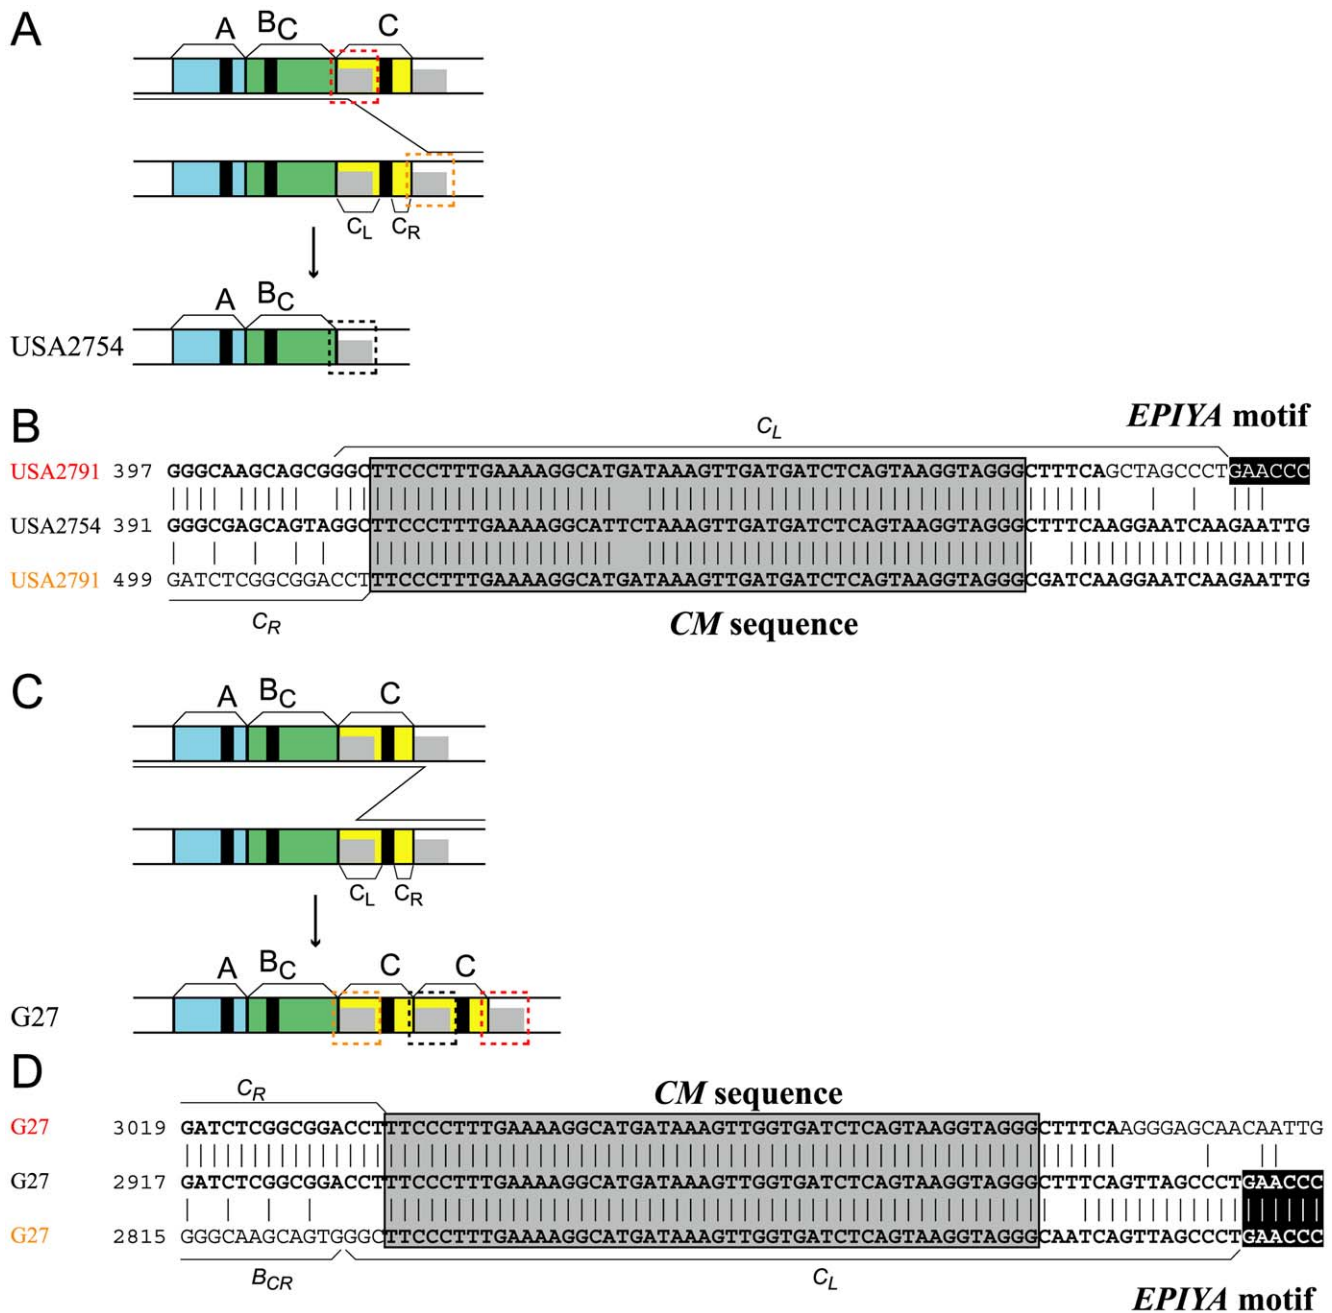 A
A BC C
CL CR
A BC
USA2754
B
EPIYA motif
CL
USA2791 397 GGGCAAGCAGCGGGCTTCCCTTTGAAAAGGCATGATAAAGTTGATGATCTCAGTAAGGTAGGGCTTTCAGCTAGCCCTGAACCC
USA2754 391 GGGCGAGCAGTAGGCTTCCCTTTGAAAAGGCATTCTAAAGTTGATGATCTCAGTAAGGTAGGGCTTTCAAGGAATCAAGAATTG
USA2791 499 GATCTCGGCGGACCTTTCCCTTTGAAAAGGCATGATAAAGTTGATGATCTCAGTAAGGTAGGGCGATCAAGGAATCAAGAATTG
CR
CM sequence
C
A BC C
CL CR
A BC C C
G27
D
CR
CM sequence
G27 3019 GATCTCGGCGGACCTTTCCCTTTGAAAAGGCATGATAAAGTTGGTGATCTCAGTAAGGTAGGGCTTTCAAGGGAGCAACAATTG
G27 2917 GATCTCGGCGGACCTTTCCCTTTGAAAAGGCATGATAAAGTTGGTGATCTCAGTAAGGTAGGGCTTTCAGTTAGCCCTGAACCC
G27 2815 GGGCAAGCAGTGGGCTTCCCTTTGAAAAGGCATGATAAAGTTGGTGATCTCAGTAAGGTAGGGCAATCAGTTAGCCCTGAACCC
BCR CL
EPIYA motif